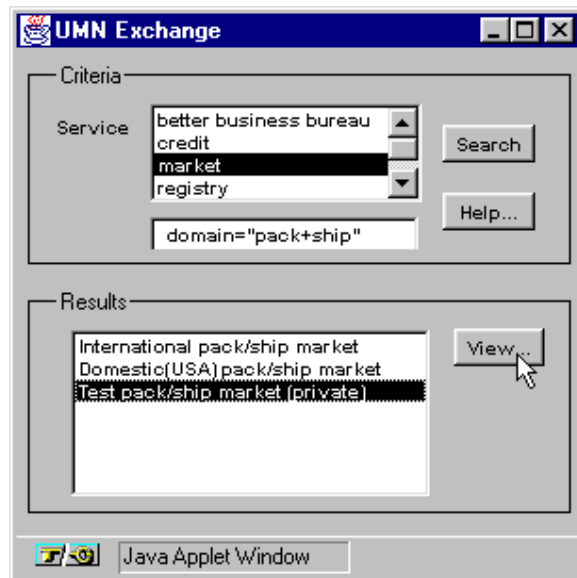 UMN Exchange
Criteria
Service
better business bureau
credit
market
registry
Search
Help...
domain="pack+ship"
Results
International pack/ship market
Domestic(USA)pack/ship market
Test pack/ship market (private)
View...
Java Applet Window